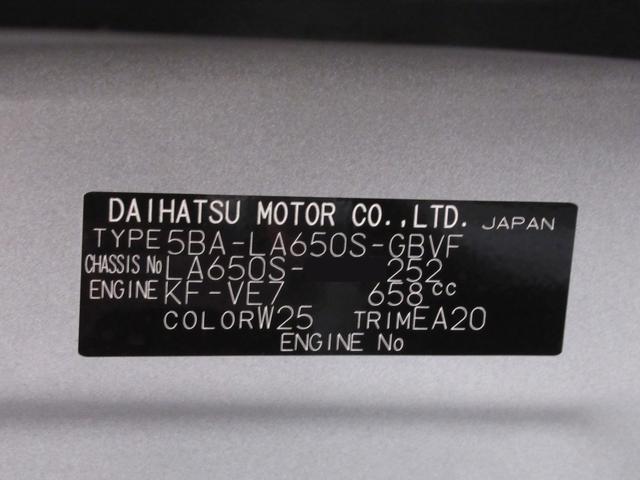 DAIHATSU MOTOR CO.,LTD. JAPAN
TYPE 5BA-LA650S-GBVF
CHASSIS No LA650S- 252
ENGINE KF-VE7 658cc
COLOR W25 TRIM EA20
ENGINE No